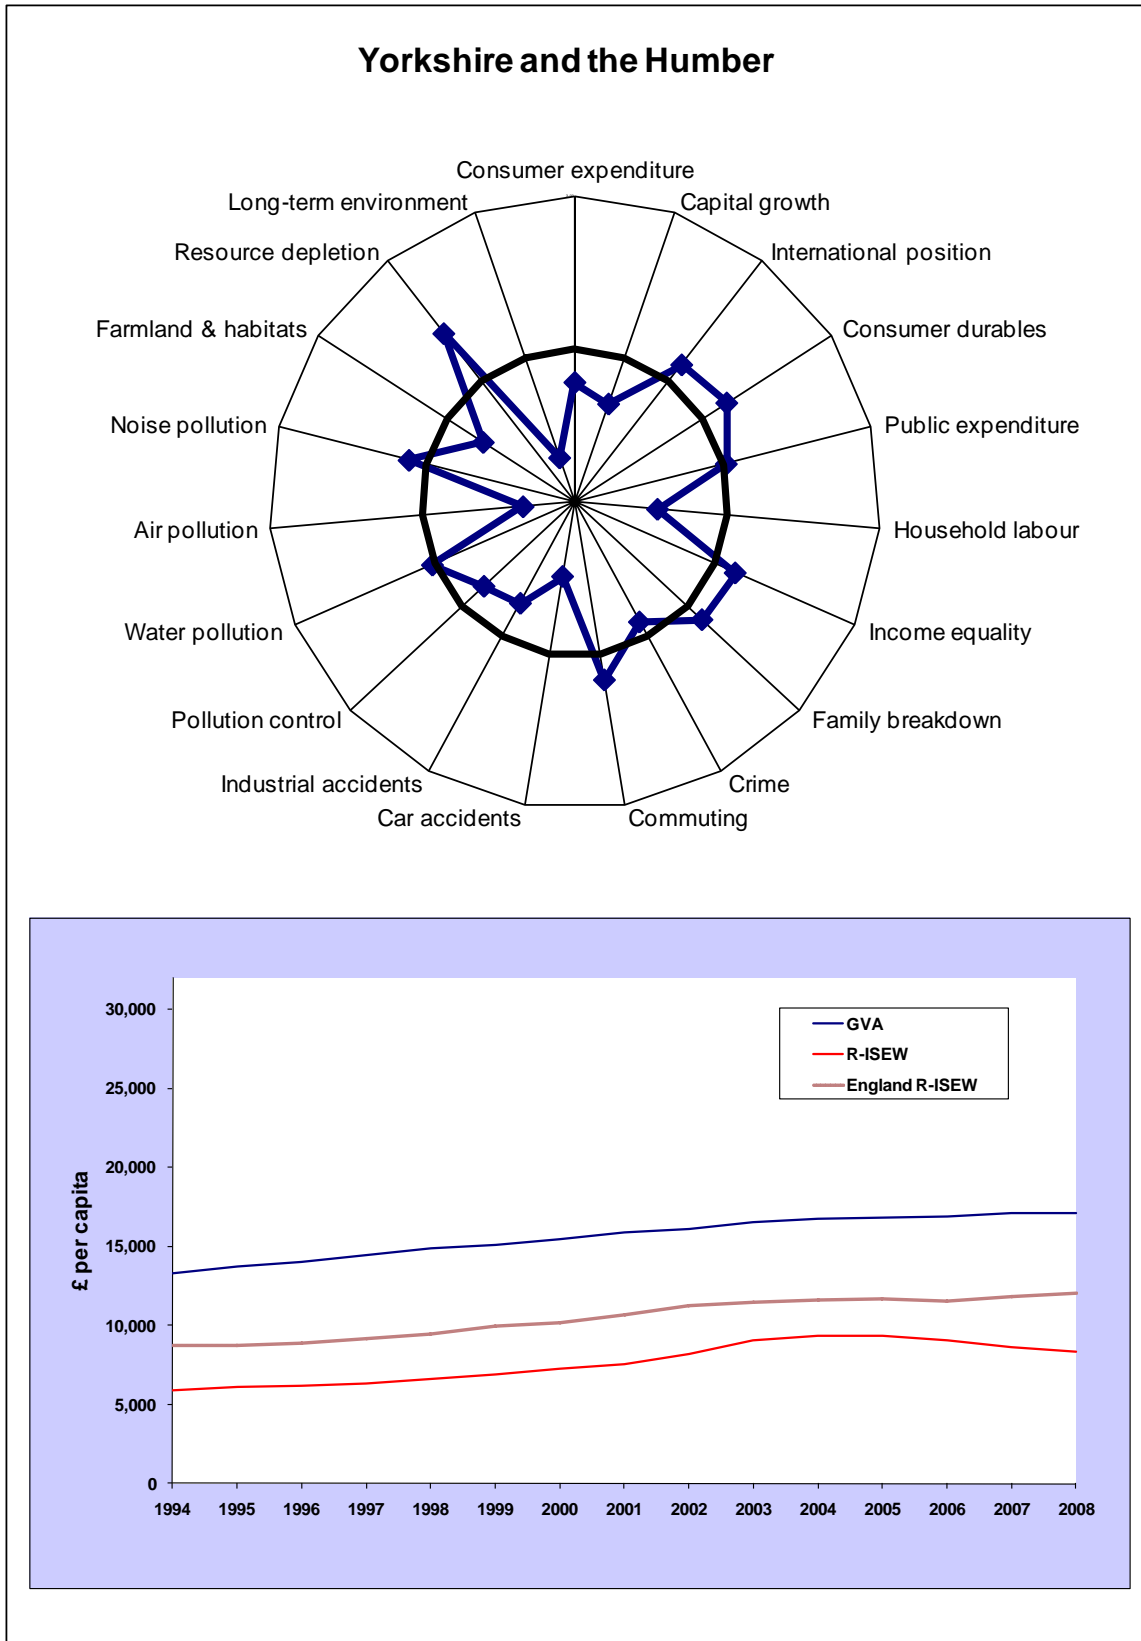 Yorkshire and the Humber
Consumer expenditure
Long-term environment
Capital growth
Resource depletion
International position
Farmland & habitats
Consumer durables
Noise pollution
Public expenditure
Air pollution
Household labour
Water pollution
Income equality
Pollution control
Family breakdown
Industrial accidents
Crime
Car accidents
Commuting
30,000
GVA
R-ISEW
25,000
England R-ISEW
20,000
£ per capita
15,000
10,000
5,000
0
1994 1995 1996 1997 1998 1999 2000 2001 2002 2003 2004 2005 2006 2007 2008